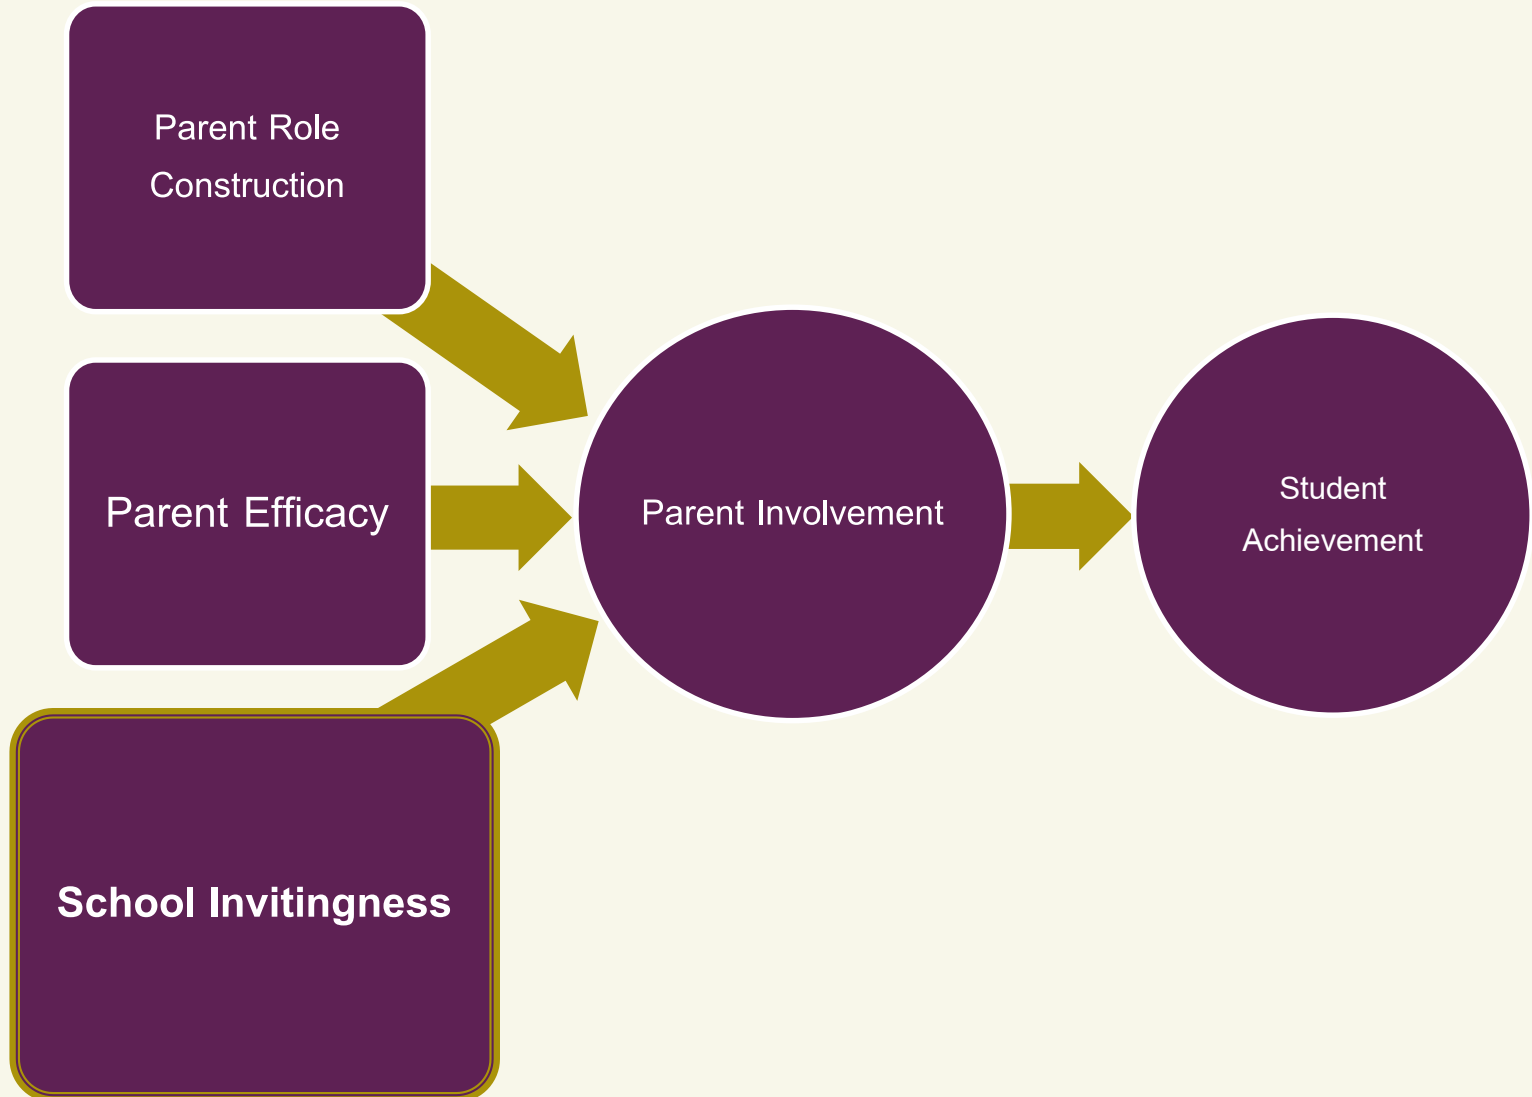 Parent Role
Construction
Parent Efficacy
Parent Involvement
Student
Achievement
School Invitingness